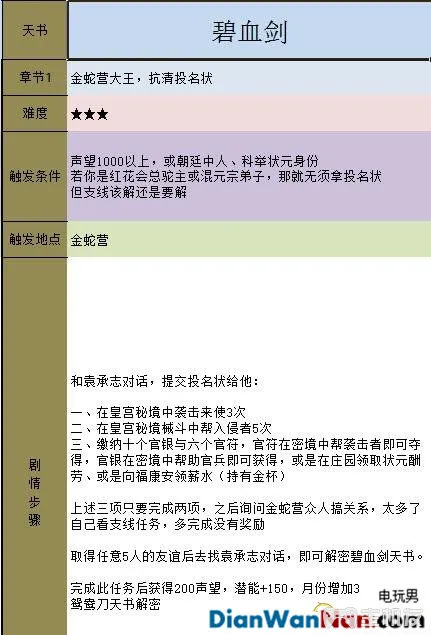 天书
碧血剑
章节1
金蛇营大王，抗清投名状
难度
★★★
触发条件
声望1000以上，或朝廷中人、科举状元身份
若你是红花会总驼主或混元宗弟子，那就无须拿投名状
但支线该解还是要解
触发地点
金蛇营
剧情步骤
和袁承志对话，提交投名状给他：
一、在皇宫秘境中袭击来使3次
二、在皇宫秘境械斗中帮入侵者5次
三、缴纳十个官银与六个官符，官符在密境中帮袭击者即可夺
得，官银在密境中帮助官兵即可获得，或是在庄园领取状元酬
劳、或是向福康安领薪水（持有金杯）
上述三项只要完成两项，之后询问金蛇营众人搞关系，太多了
自己看支线任务，多完成没有奖励
取得任意5人的友谊后去找袁承志对话，即可解密碧血剑天书。
完成此任务后获得200声望，潜能+150，月份增加3
鸳鸯刀天书解密
电玩男
DianWanNan.com